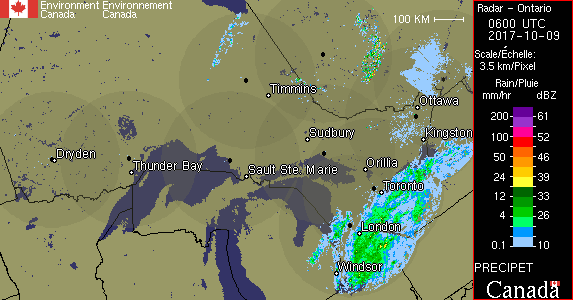 Environment Environnement
Canada Canada
100 KM
Timmins
Ottawa
Sudbury
Kingston
Dryden
Thunder Bay
Sault Ste. Marie
Orillia
Toronto
London
Windsor
Radar - Ontario
0600 UTC
2017-10-09
Scale/Échelle:
3.5 km/Pixel
Rain/Pluie
mm/hr dBZ
200 61
100 52
50 46
24 39
12 33
4 26
0.1 10
PRECIPET
Canada